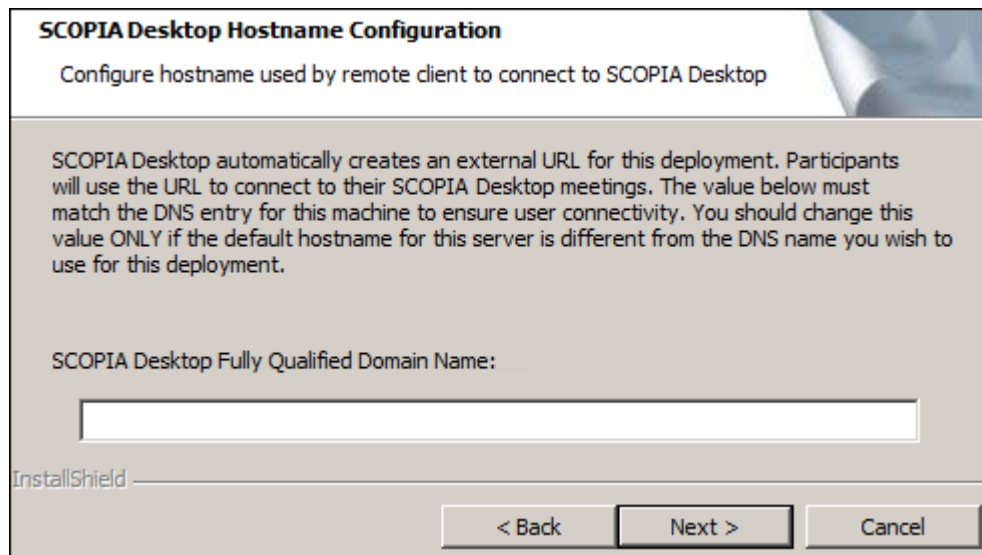 SCOPIA Desktop Hostname Configuration
Configure hostname used by remote client to connect to SCOPIA Desktop
SCOPIA Desktop automatically creates an external URL for this deployment. Participants
will use the URL to connect to their SCOPIA Desktop meetings. The value below must
match the DNS entry for this machine to ensure user connectivity. You should change this
value ONLY if the default hostname for this server is different from the DNS name you wish to
use for this deployment.
SCOPIA Desktop Fully Qualified Domain Name:
InstallShield
< Back Next > Cancel